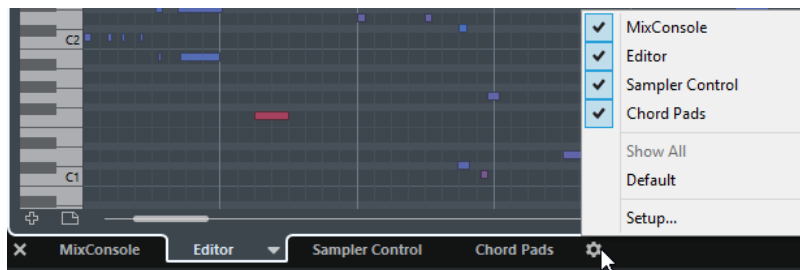 MixConsole
C2
Editor
Sampler Control
Chord Pads
Show All
C1
Default
Setup...
MixConsole Editor Sampler Control Chord Pads